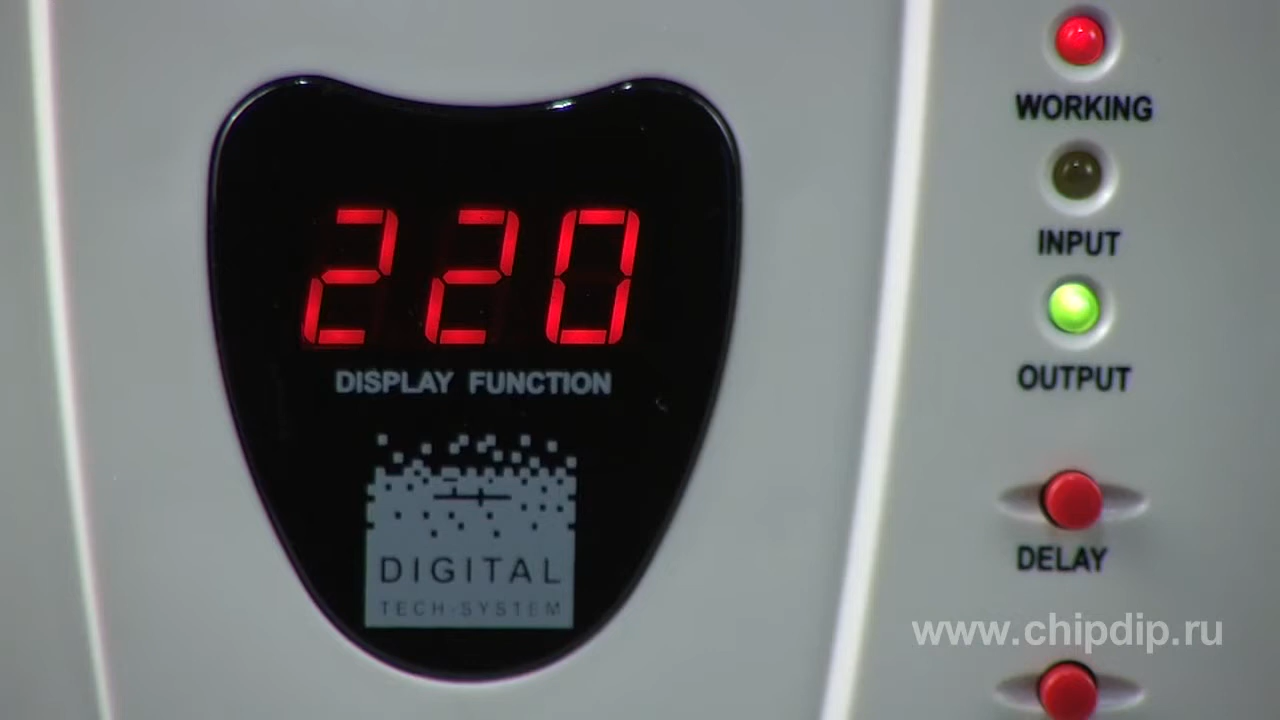 220
DISPLAY FUNCTION
DIGITAL
TECH-SYSTEM
WORKING
INPUT
OUTPUT
DELAY
www.chipdip.ru